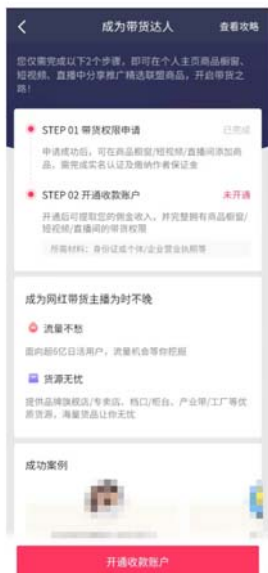 成为带货达人
查看攻略
您仅需完成以下2个步骤，即可在个人主页商品橱窗、
短视频、直播中分享推广精选联盟商品，开启带货之
路！
STEP 01 带货权限申请
已完成
申请成功后，可在商品橱窗/短视频/直播间添加商
品，需完成实名认证及缴纳作者保证金
STEP 02 开通收款账户
未开通
开通后可提取您的佣金收入，并完整拥有商品橱窗/
短视频/直播间的带货权限
所需材料：身份证或个体/企业营业执照等
成为网红带货主播为时不晚
流量不愁
面向超6亿日活用户，流量机会等你挖掘
货源无忧
提供品牌旗舰店/专卖店、档口/柜台、产业带/工厂等优
质货源，海量货品让你无忧
成功案例
开通收款账户